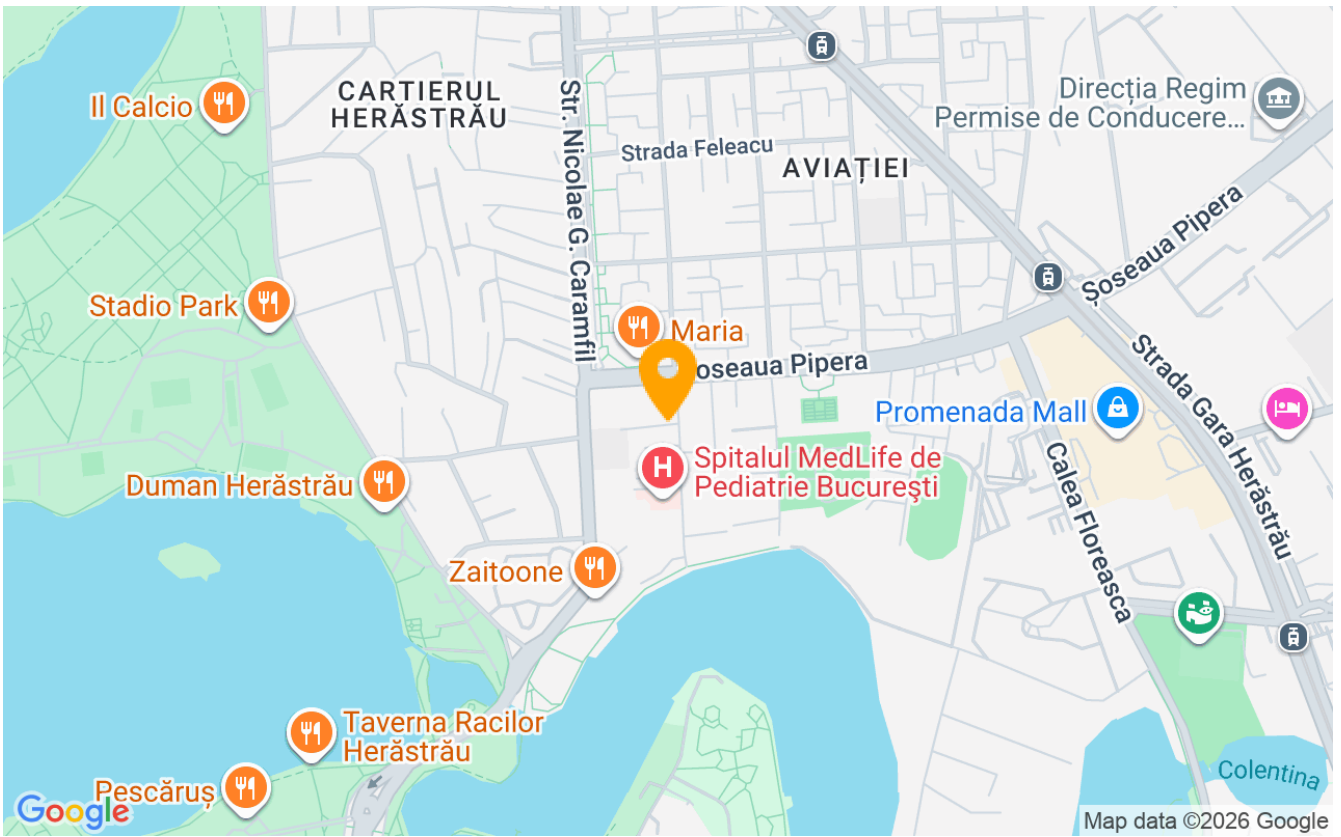 Il Calcio
CARTIERUL
HERĂSTRĂU
Str. Nicolae G. Caramfil
Strada Feleacu
AVIAȚIEI
Direcția Regim
Permise de Conducere...
Șoseaua Pipera
Stadio Park
Maria
oseaua Pipera
Strada Gara Herăstrău
Promenada Mall
Calea Floreasca
Spitalul MedLife de
Pediatrie Bucureşti
Duman Herăstrău
Zaitoone
Taverna Racilor
Herăstrău
Pescăruș
Colentina
Google
Map data ©2026 Google